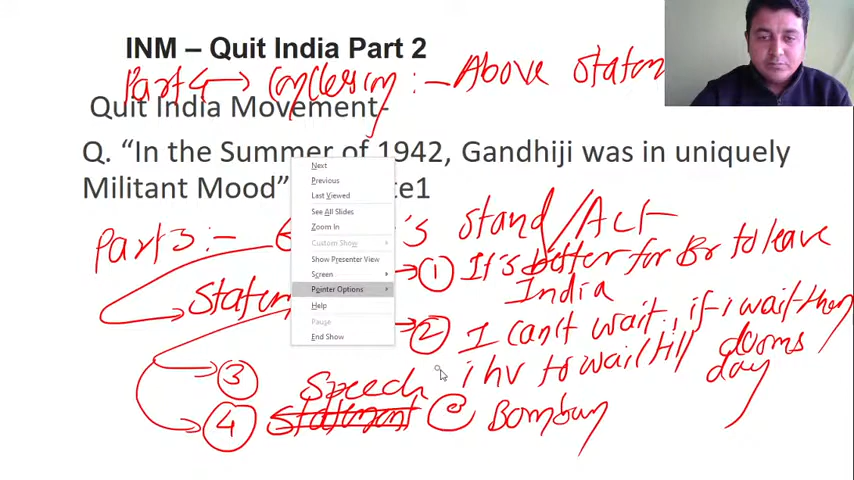 INM – Quit India Part 2
Part 4 → Conclusion :- Above statem
Quit India Movement-
Q. “In the Summer of 1942, Gandhiji was in uniquely
Militant Mood” te1
Next
Previous
Last Viewed
See All Slides
Zoom In
Custom Show
Show Presenter View
Screen
Pointer Options
Help
Pause
End Show
Part 3 :- G 's stand/Act
Statem
① It's better for Br to leave
India
② I can't wait, if i wait then
i hv to wait till dooms
day
③
Speech
④ Statement @ Bombay